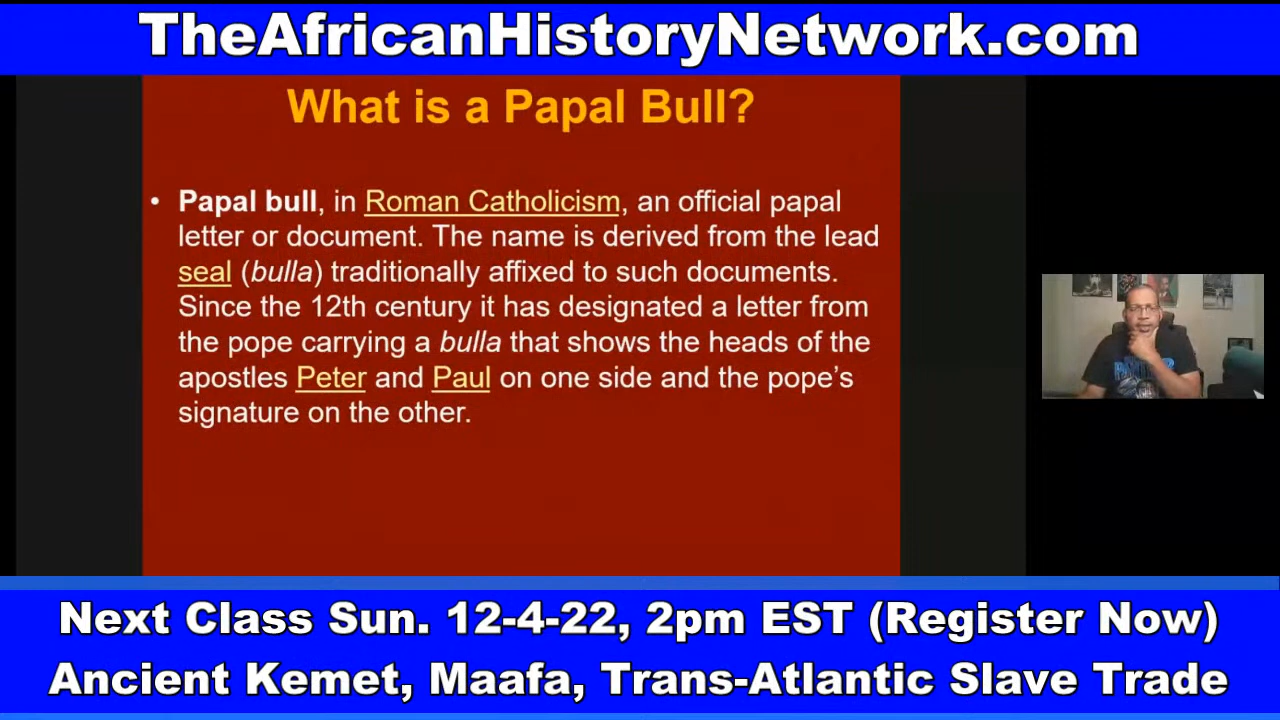 TheAfricanHistoryNetwork.com
What is a Papal Bull?
• Papal bull, in Roman Catholicism, an official papal
letter or document. The name is derived from the lead
seal (bulla) traditionally affixed to such documents.
Since the 12th century it has designated a letter from
the pope carrying a bulla that shows the heads of the
apostles Peter and Paul on one side and the pope's
signature on the other.
Next Class Sun. 12-4-22, 2pm EST (Register Now)
Ancient Kemet, Maafa, Trans-Atlantic Slave Trade